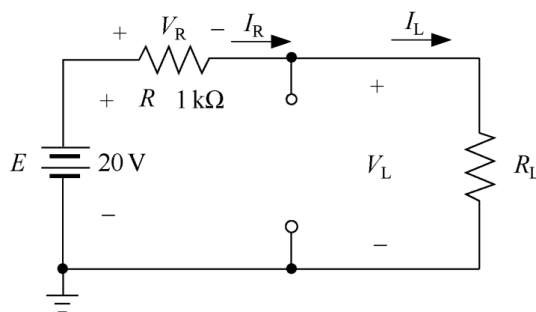 + V_R − I_R I_L
+ R 1 kΩ +
E 20 V V_L R_L
− −